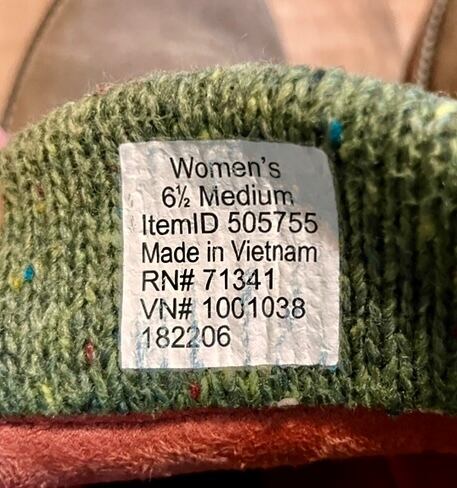 Women's
6½ Medium
ItemID 505755
Made in Vietnam
RN# 71341
VN# 1001038
182206